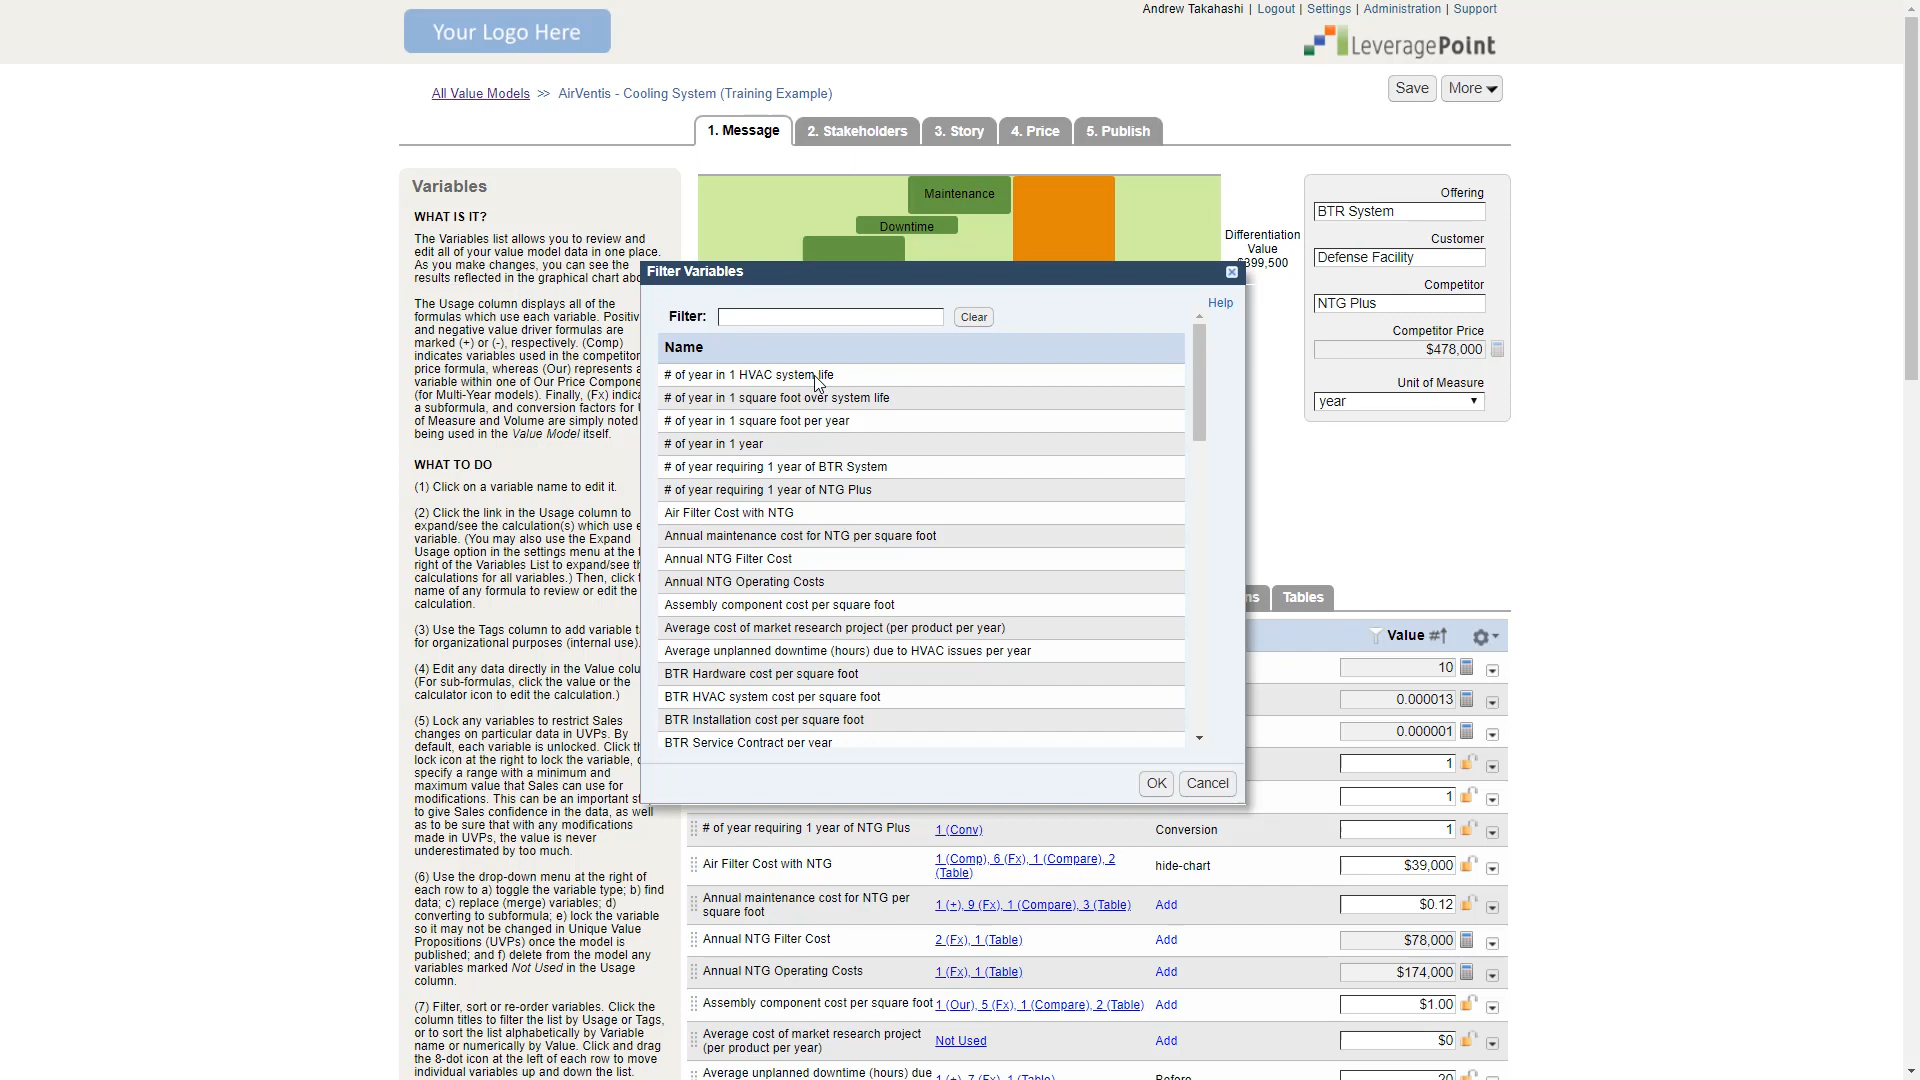 Andrew Takahashi | Logout | Settings | Administration | Support
Your Logo Here
LeveragePoint
All Value Models >> AirVentis - Cooling System (Training Example)
Save
More
1. Message
2. Stakeholders
3. Story
4. Price
5. Publish
Variables
WHAT IS IT?
The Variables list allows you to review and
edit all of your value model data in one place.
As you make changes, you can see the
results reflected in the graphical chart
The Usage column displays all of the
formulas which use each variable.
and negative value driver formulas are
marked (+) or (-), respectively. (Comp)
indicates variables used in the competitor
price formula, whereas (Our) represents a
variable within one of Our Price
(for Multi-Year models). Finally, (Fx)
a subformula, and conversion factors for
of Measure and Volume are simply noted
being used in the Value Model itself.
WHAT TO DO
(1) Click on a variable name to edit it.
(2) Click the link in the Usage column to
expand/see the calculation(s) which use
variable. (You may also use the Expand
Usage option in the settings menu at the
right of the Variables List to expand/see
calculations for all variables.) Then, click
name of any formula to review or edit the
calculation.
(3) Use the Tags column to add variable
for organizational purposes (internal use).
(4) Edit any data directly in the Value
(For sub-formulas, click the value or the
calculator icon to edit the calculation.)
(5) Lock any variables to restrict Sales
changes on particular data in UVPs. By
default, each variable is unlocked. Click
lock icon at the right to lock the variable,
specify a range with a minimum and
maximum value that Sales can use for
modifications. This can be an important
to give Sales confidence in the data, as well
as to be sure that with any modifications
made in UVPs, the value is never
underestimated by too much.
(6) Use the drop-down menu at the right of
each row to a) toggle the variable type; b) find
data; c) replace (merge) variables; d)
converting to subformula; e) lock the variable
so it may not be changed in Unique Value
Propositions (UVPs) once the model is
published; and f) delete from the model any
variables marked Not Used in the Usage
column.
(7) Filter, sort or re-order variables. Click the
column titles to filter the list by Usage or Tags,
or to sort the list alphabetically by Variable
name or numerically by Value. Click and drag
the 8-dot icon at the left of each row to move
individual variables up and down the list.
Maintenance
Downtime
Differentiation
Value
$399,500
Offering
BTR System
Customer
Defense Facility
Competitor
NTG Plus
Competitor Price
$478,000
Unit of Measure
year
Filter Variables
Help
Filter:
Clear
Name
# of year in 1 HVAC system life
# of year in 1 square foot over system life
# of year in 1 square foot per year
# of year in 1 year
# of year requiring 1 year of BTR System
# of year requiring 1 year of NTG Plus
Air Filter Cost with NTG
Annual maintenance cost for NTG per square foot
Annual NTG Filter Cost
Annual NTG Operating Costs
Assembly component cost per square foot
Average cost of market research project (per product per year)
Average unplanned downtime (hours) due to HVAC issues per year
BTR Hardware cost per square foot
BTR HVAC system cost per square foot
BTR Installation cost per square foot
BTR Service Contract per year
OK
Cancel
Tables
Value #
10
0.000013
0.000001
1
1
# of year requiring 1 year of NTG Plus 1 (Conv) Conversion 1
Air Filter Cost with NTG 1 (Comp), 6 (Fx), 1 (Compare), 2 (Table) hide-chart $39,000
Annual maintenance cost for NTG per
square foot 1 (+), 9 (Fx), 1 (Compare), 3 (Table) Add $0.12
Annual NTG Filter Cost 2 (Fx), 1 (Table) Add $78,000
Annual NTG Operating Costs 1 (Fx), 1 (Table) Add $174,000
Assembly component cost per square foot 1 (Our), 5 (Fx), 1 (Compare), 2 (Table) Add $1.00
Average cost of market research project
(per product per year) Not Used Add $0
Average unplanned downtime (hours) due 1 (+), 7 (Fx), 1 (Table) Before 20